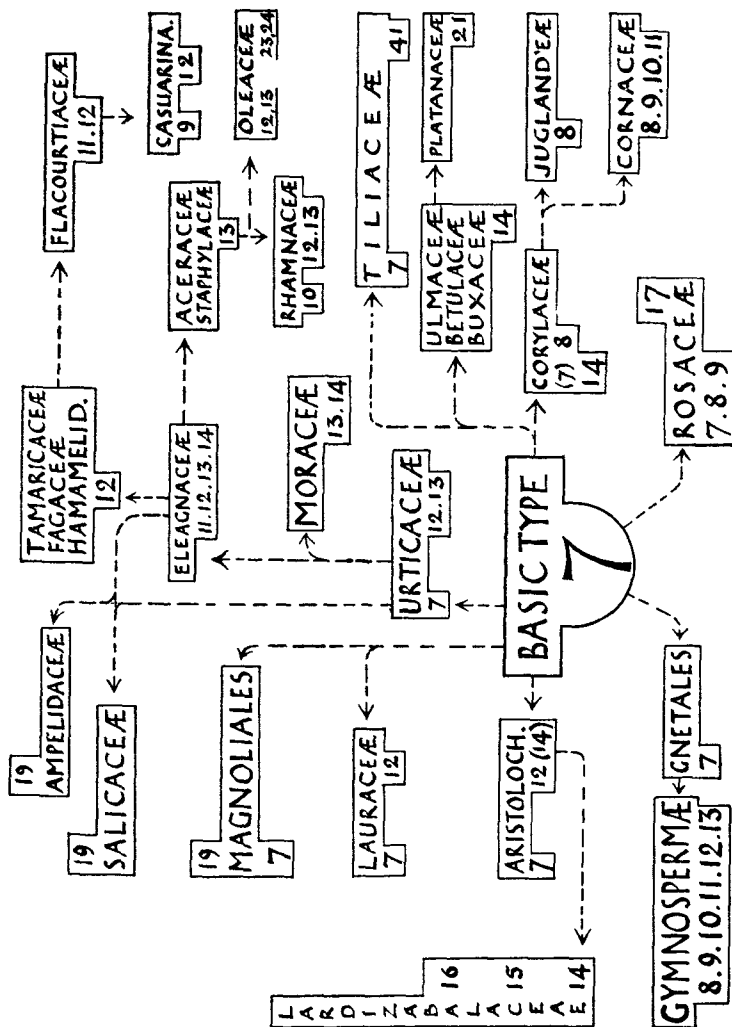 TAMARICACEÆ
FAGACEÆ
HAMAMELID.
12
FLACOURTIACEÆ
11.12
CASUARINA.
9 12
19
AMPELIDACEÆ
19
SALICACEÆ
ELEAGNACEÆ
11.12.13.14
ACERACEÆ
STAPHYLACEÆ
13
OLEACEÆ
12,13 23,24
RHAMNACEÆ
10 12.13
19
MAGNOLIALES
7
MORACEÆ
13.14
TILIACEÆ
7 41
LAURACEÆ
7 12
URTICACEÆ
7 12.13
ULMACEÆ
BETULACEÆ
BUXACEÆ
14
PLATANACEÆ
21
ARISTOLOCH.
7 12 (14)
BASIC TYPE
7
CORYLACEÆ
(7) 8
14
JUGLAND'EÆ
8
CORNACEÆ
8.9.10.11
LARDIZABALACEAE
16 15 14
GNETALES
7
GYMNOSPERMÆ
8.9.10.11.12.13
17
ROSACEÆ
7.8.9